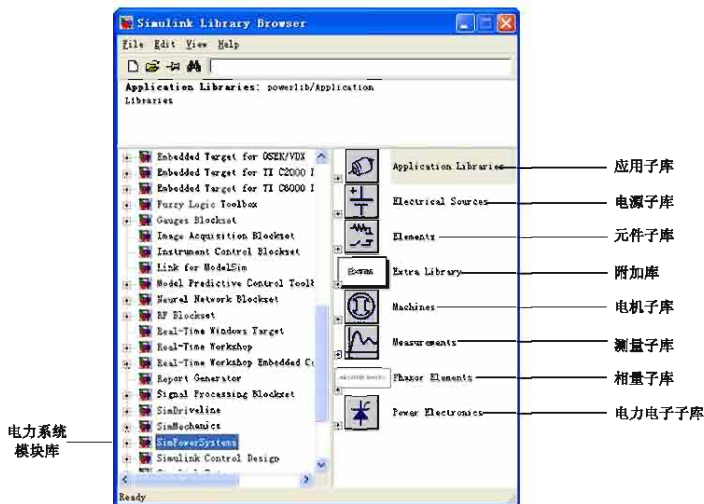 Simulink Library Browser
File Edit View Help
Application Libraries: powerlib/Application
Libraries
Embedded Target for OSEK/VDX
Embedded Target for TI C2000
Embedded Target for TI C6000
Fuzzy Logic Toolbox
Gauges Blockset
Image Acquisition Blockset
Instrument Control Blockset
Link for ModelSim
Model Predictive Control Tool
Neural Network Blockset
RF Blockset
Real-Time Windows Target
Real-Time Workshop
Real-Time Workshop Embedded Co
Report Generator
Signal Processing Blockset
SimDriveline
SimMechanics
SimPowerSystems
Simulink Control Design
Application Libraries
Electrical Sources
Elements
Extras
Extra Library
Machines
Measurements
Phasor Elements
Power Electronics
应用子库
电源子库
元件子库
附加库
电机子库
测量子库
相量子库
电力电子子库
电力系统
模块库
Ready